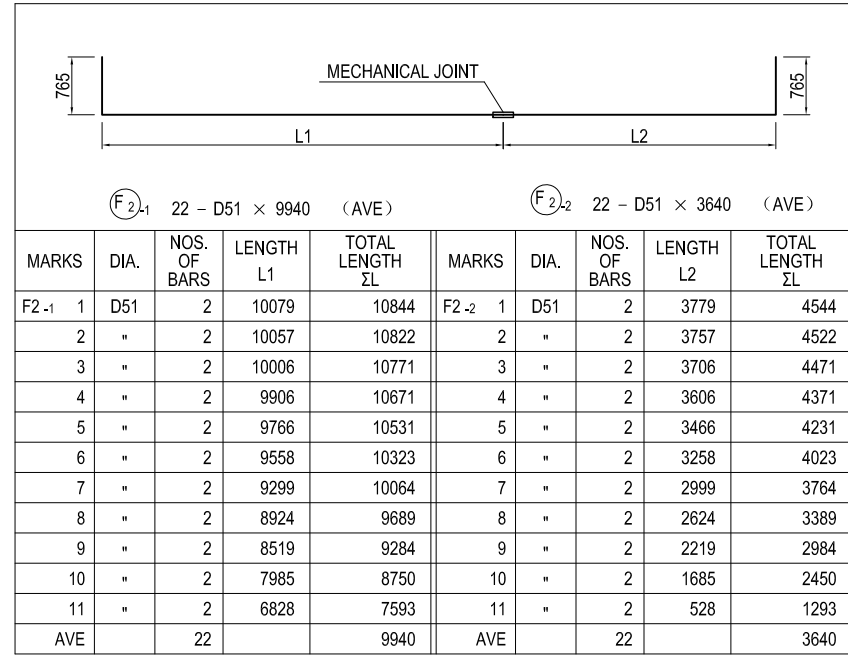 765
MECHANICAL JOINT
765
L1
L2
F 2 -1 22 – D51 × 9940 (AVE)
F 2 -2 22 – D51 × 3640 (AVE)
MARKS DIA. NOS. OF BARS LENGTH L1 TOTAL LENGTH ΣL MARKS DIA. NOS. OF BARS LENGTH L2 TOTAL LENGTH ΣL
F2 -1 1 D51 2 10079 10844 F2 -2 1 D51 2 3779 4544
2 " 2 10057 10822 2 " 2 3757 4522
3 " 2 10006 10771 3 " 2 3706 4471
4 " 2 9906 10671 4 " 2 3606 4371
5 " 2 9766 10531 5 " 2 3466 4231
6 " 2 9558 10323 6 " 2 3258 4023
7 " 2 9299 10064 7 " 2 2999 3764
8 " 2 8924 9689 8 " 2 2624 3389
9 " 2 8519 9284 9 " 2 2219 2984
10 " 2 7985 8750 10 " 2 1685 2450
11 " 2 6828 7593 11 " 2 528 1293
AVE 22 9940 AVE 22 3640